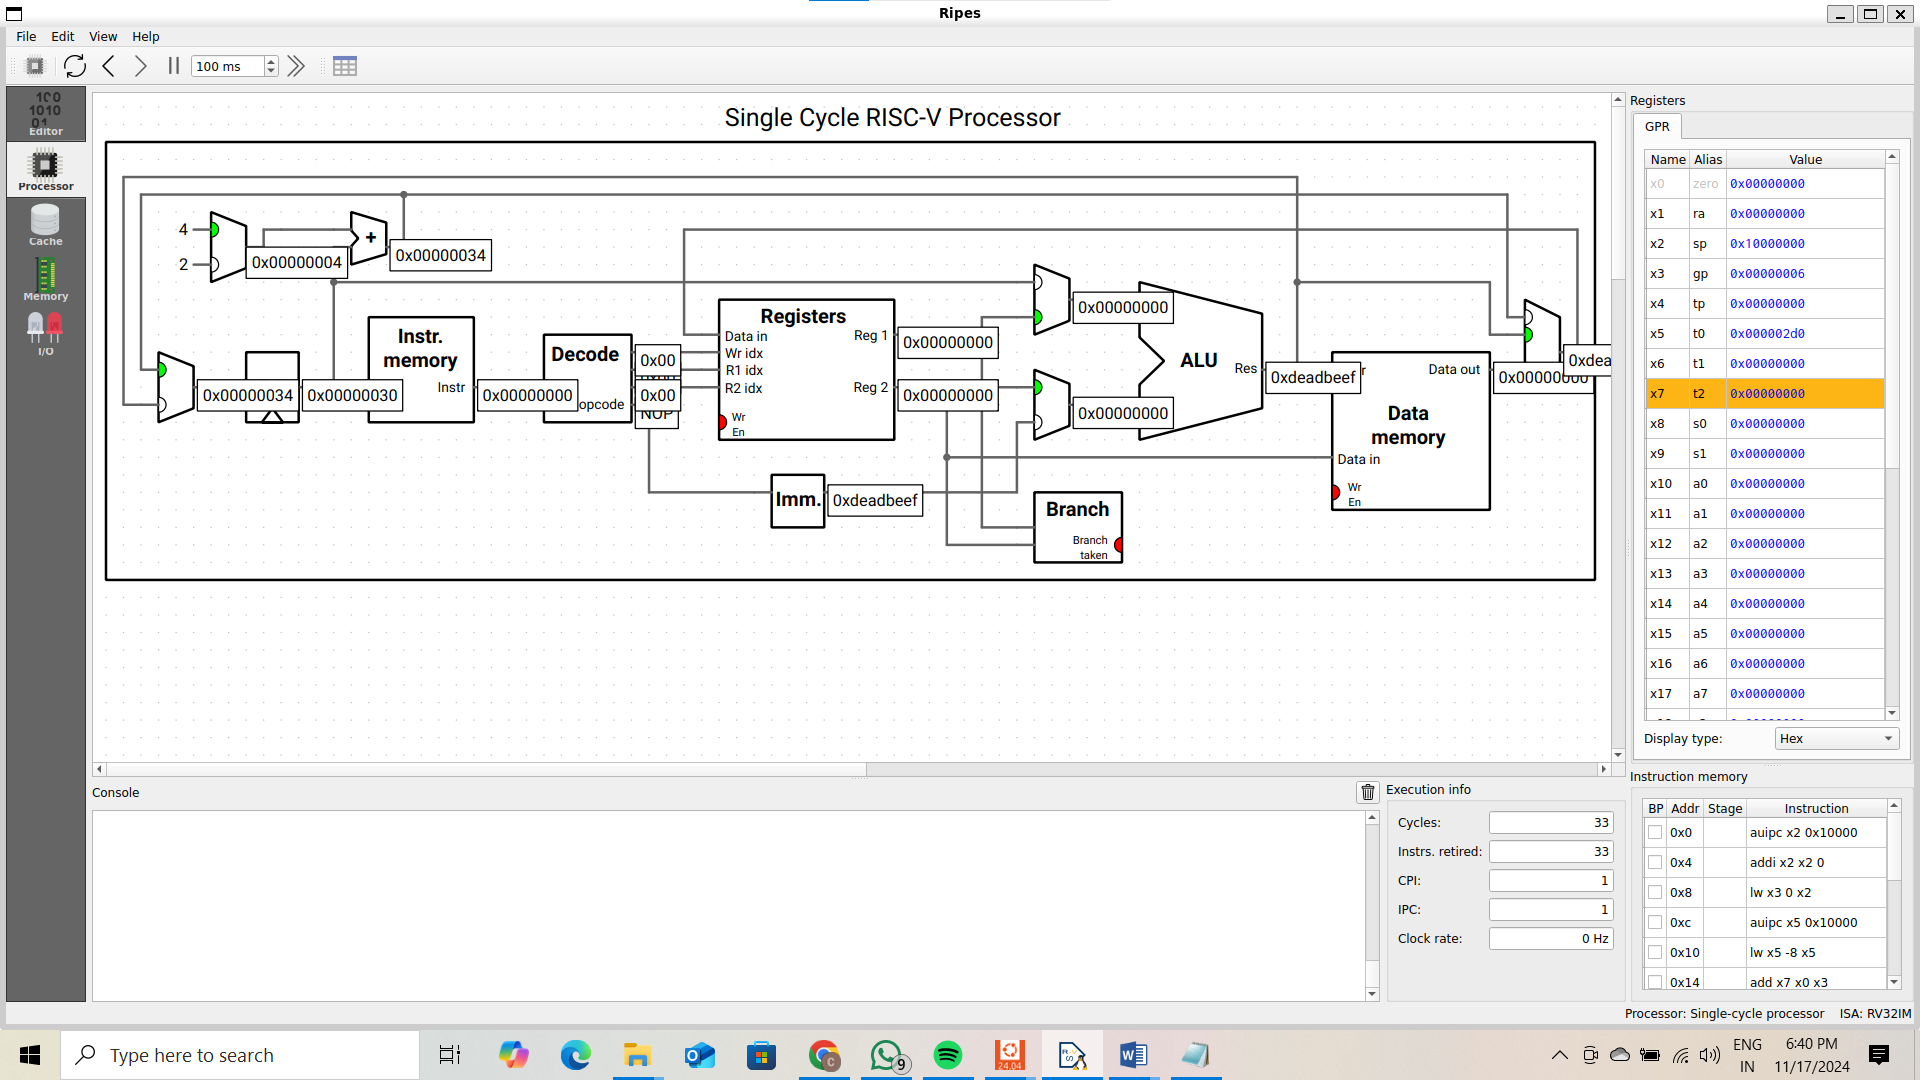 Ripes
File Edit View Help
100 ms
Editor
Processor
Cache
Memory
I/O
Single Cycle RISC-V Processor
4
2
0x00000004
+
0x00000034
0x00000034
0x00000030
Instr.
memory
Instr
0x00000000
Decode
opcode
0x00
0x00
NOP
Registers
Data in
Wr idx
R1 idx
R2 idx
Wr
En
Reg 1
Reg 2
0x00000000
0x00000000
Imm.
0xdeadbeef
0x00000000
0x00000000
ALU
Res
0xdeadbeef
Branch
Branch
taken
Data
memory
Data out
Data in
Wr
En
0x00000000
0xdea
Registers
GPR
Name Alias Value
x0 zero 0x00000000
x1 ra 0x00000000
x2 sp 0x10000000
x3 gp 0x00000006
x4 tp 0x00000000
x5 t0 0x000002d0
x6 t1 0x00000000
x7 t2 0x00000000
x8 s0 0x00000000
x9 s1 0x00000000
x10 a0 0x00000000
x11 a1 0x00000000
x12 a2 0x00000000
x13 a3 0x00000000
x14 a4 0x00000000
x15 a5 0x00000000
x16 a6 0x00000000
x17 a7 0x00000000
Display type: Hex
Console
Execution info
Cycles: 33
Instrs. retired: 33
CPI: 1
IPC: 1
Clock rate: 0 Hz
Instruction memory
BP Addr Stage Instruction
0x0 auipc x2 0x10000
0x4 addi x2 x2 0
0x8 lw x3 0 x2
0xc auipc x5 0x10000
0x10 lw x5 -8 x5
0x14 add x7 x0 x3
Processor: Single-cycle processor ISA: RV32IM
Type here to search
9
24.04
ENG
IN
6:40 PM
11/17/2024